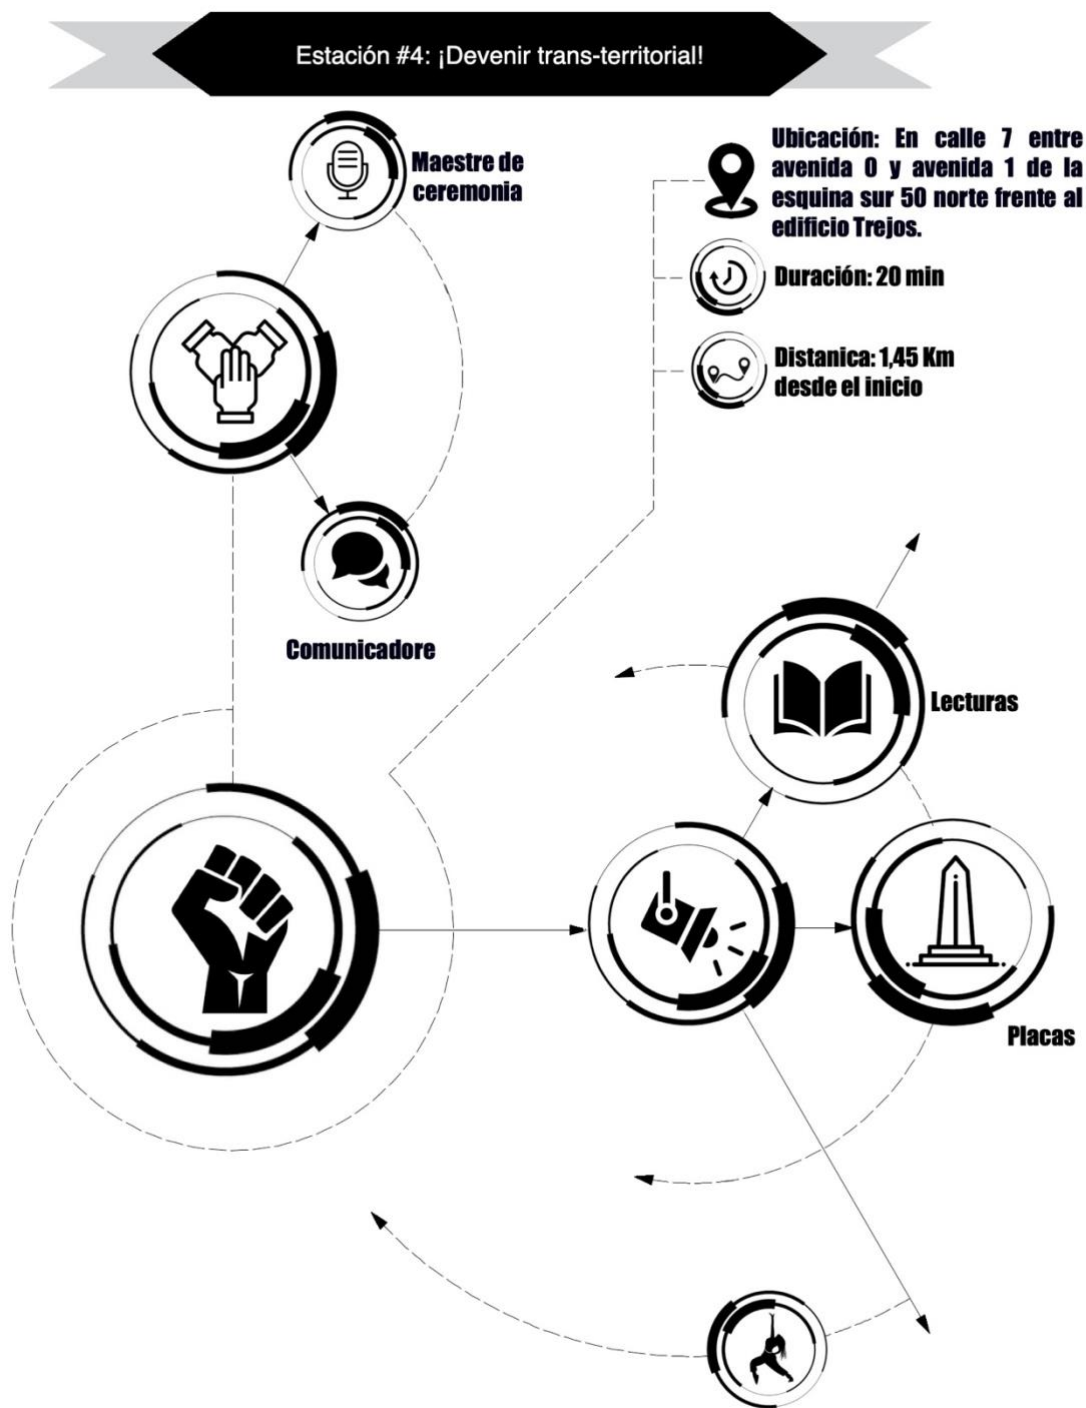 Estación #4: ¡Devenir trans-territorial!
Maestre de
ceremonia
Ubicación: En calle 7 entre
avenida 0 y avenida 1 de la
esquina sur 50 norte frente al
edificio Trejos.
Duración: 20 min
Distanica: 1,45 Km
desde el inicio
Comunicadore
Lecturas
Placas